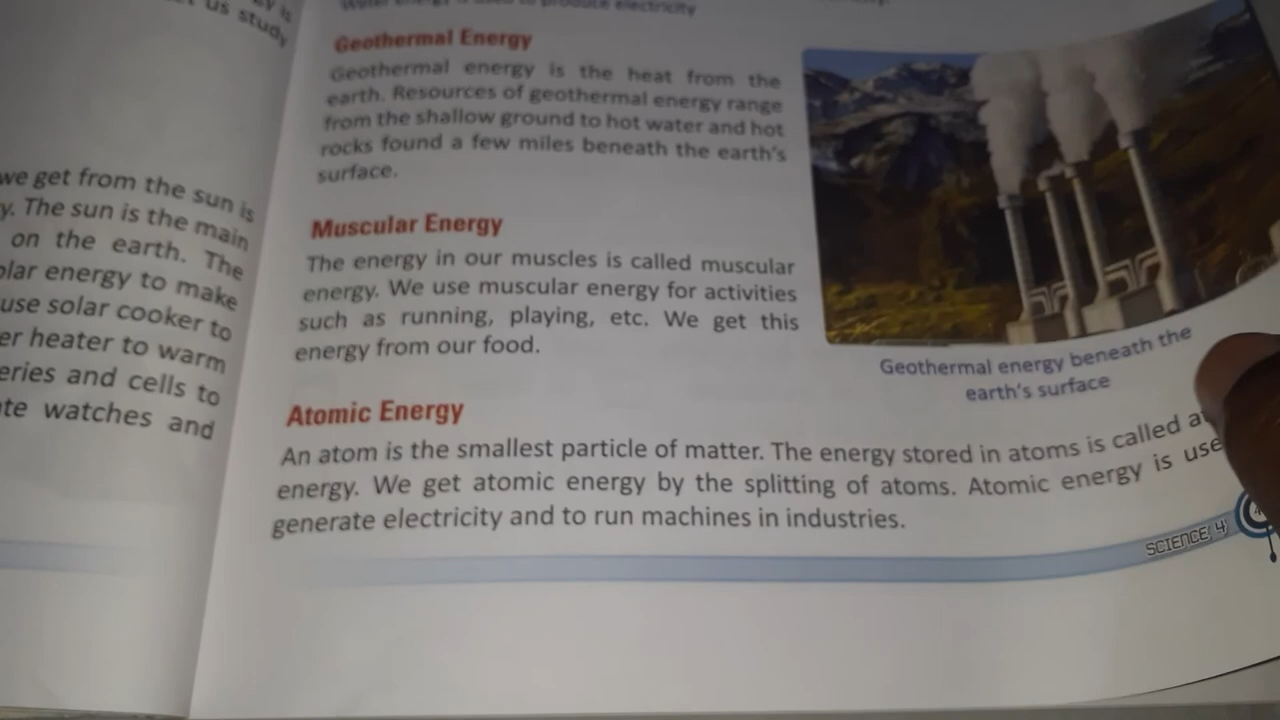 us study
we get from the sun is
y. The sun is the main
on the earth. The
olar energy to make
use solar cooker to
er heater to warm
eries and cells to
te watches and
Water energy is used to produce electricity
Geothermal Energy
Geothermal energy is the heat from the
earth. Resources of geothermal energy range
from the shallow ground to hot water and hot
rocks found a few miles beneath the earth's
surface.
Muscular Energy
The energy in our muscles is called muscular
energy. We use muscular energy for activities
such as running, playing, etc. We get this
energy from our food.
Geothermal energy beneath the
earth's surface
Atomic Energy
An atom is the smallest particle of matter. The energy stored in atoms is called
energy. We get atomic energy by the splitting of atoms. Atomic energy is use
generate electricity and to run machines in industries.
SCIENCE, 4